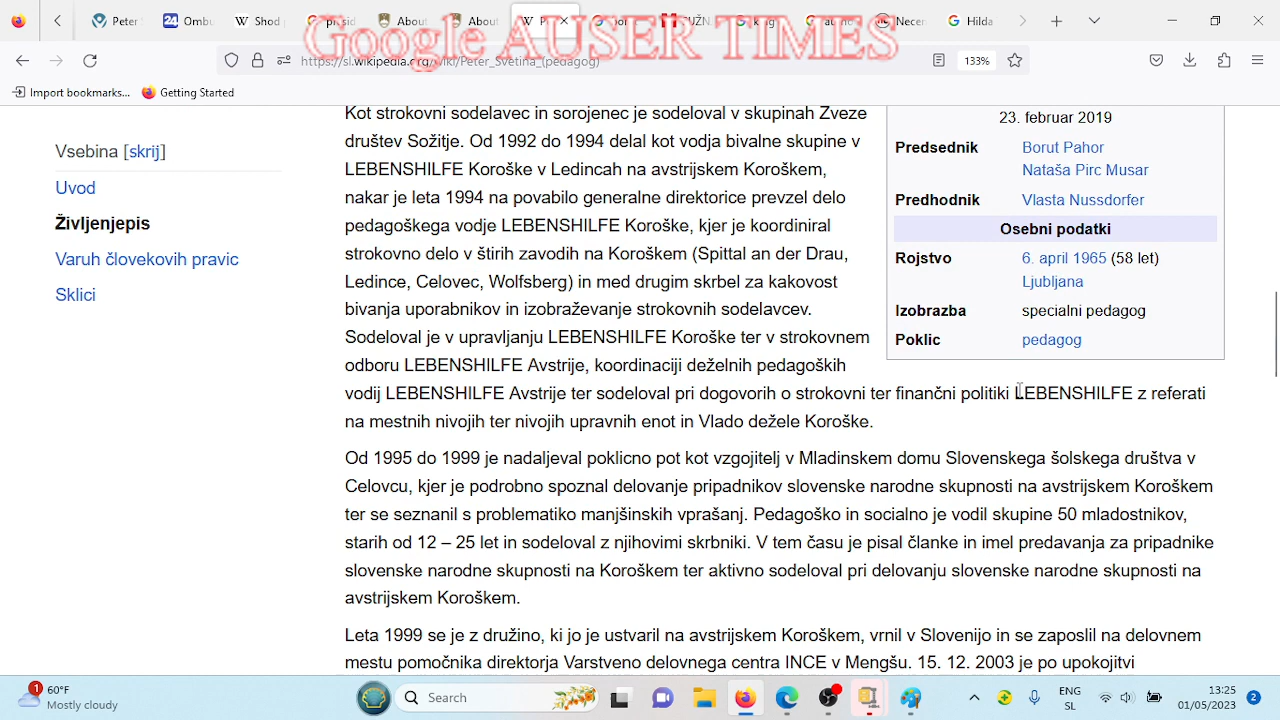 Peter
Ombu
Shod
presid
About
About
Necen
Hilda
Google AUSER TIMES
https://sl.wikipedia.org/wiki/Peter_Svetina_(pedagog)
133%
Import bookmarks...
Getting Started
Vsebina [skrij]
Uvod
Življenjepis
Varuh človekovih pravic
Sklici
Kot strokovni sodelavec in sorojenec je sodeloval v skupinah Zveze
društev Sožitje. Od 1992 do 1994 delal kot vodja bivalne skupine v
LEBENSHILFE Koroške v Ledincah na avstrijskem Koroškem,
nakar je leta 1994 na povabilo generalne direktorice prevzel delo
pedagoškega vodje LEBENSHILFE Koroške, kjer je koordiniral
strokovno delo v štirih zavodih na Koroškem (Spittal an der Drau,
Ledince, Celovec, Wolfsberg) in med drugim skrbel za kakovost
bivanja uporabnikov in izobraževanje strokovnih sodelavcev.
Sodeloval je v upravljanju LEBENSHILFE Koroške ter v strokovnem
odboru LEBENSHILFE Avstrije, koordinaciji deželnih pedagoških
vodij LEBENSHILFE Avstrije ter sodeloval pri dogovorih o strokovni ter finančni politiki LEBENSHILFE z referati
na mestnih nivojih ter nivojih upravnih enot in Vlado dežele Koroške.
Od 1995 do 1999 je nadaljeval poklicno pot kot vzgojitelj v Mladinskem domu Slovenskega šolskega društva v
Celovcu, kjer je podrobno spoznal delovanje pripadnikov slovenske narodne skupnosti na avstrijskem Koroškem
ter se seznanil s problematiko manjšinskih vprašanj. Pedagoško in socialno je vodil skupine 50 mladostnikov,
starih od 12 – 25 let in sodeloval z njihovimi skrbniki. V tem času je pisal članke in imel predavanja za pripadnike
slovenske narodne skupnosti na Koroškem ter aktivno sodeloval pri delovanju slovenske narodne skupnosti na
avstrijskem Koroškem.
Leta 1999 se je z družino, ki jo je ustvaril na avstrijskem Koroškem, vrnil v Slovenijo in se zaposlil na delovnem
mestu pomočnika direktorja Varstveno delovnega centra INCE v Mengšu. 15. 12. 2003 je po upokojitvi
23. februar 2019
Predsednik Borut Pahor
Nataša Pirc Musar
Predhodnik Vlasta Nussdorfer
Osebni podatki
Rojstvo 6. april 1965 (58 let)
Ljubljana
Izobrazba specialni pedagog
Poklic pedagog
1
60°F
Mostly cloudy
Search
ENG
SL
13:25
01/05/2023
2